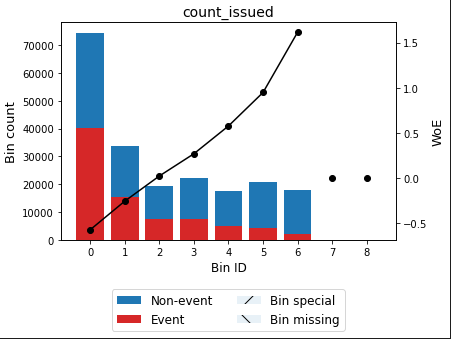 count_issued
70000
60000
50000
40000
30000
20000
10000
0
Bin count
1.5
1.0
0.5
0.0
−0.5
WoE
0 1 2 3 4 5 6 7 8
Bin ID
Non-event Bin special
Event Bin missing